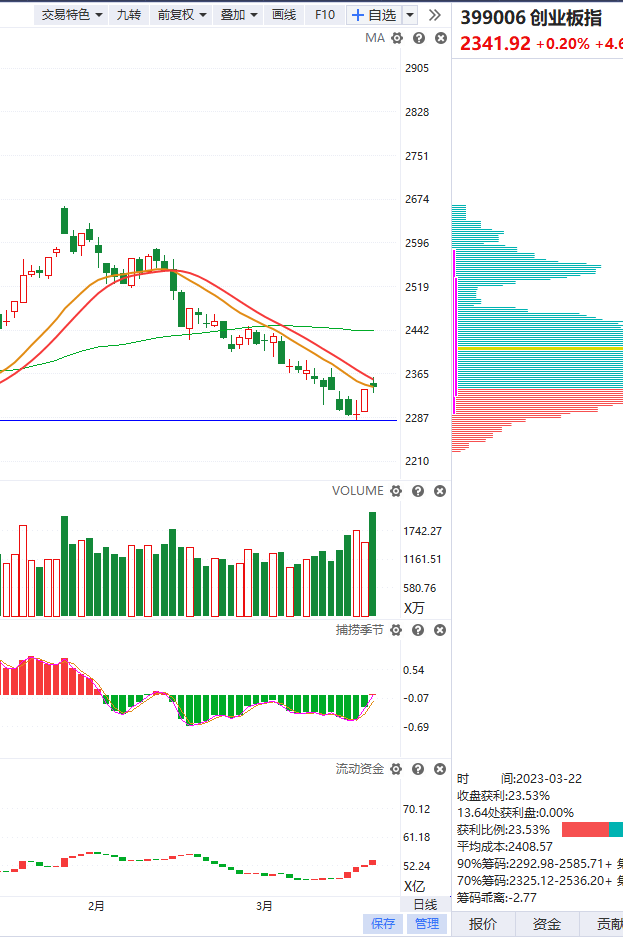 交易特色 九转 前复权 叠加 画线 F10 自选
399006 创业板指
2341.92 +0.20% +4.6
MA
2905
2828
2751
2674
2596
2519
2442
2365
2287
2210
VOLUME
1742.27
1161.51
580.76
X万
捕捞季节
0.54
-0.07
-0.69
流动资金
70.12
61.18
52.24
X亿
2月 3月 日线
保存 管理
时 间:2023-03-22
收盘获利:23.53%
13.64处获利盘:0.00%
获利比例:23.53%
平均成本:2408.57
90%筹码:2292.98-2585.71+ 集
70%筹码:2325.12-2536.20+ 集
筹码乖离:-2.77
报价 资金 贡献